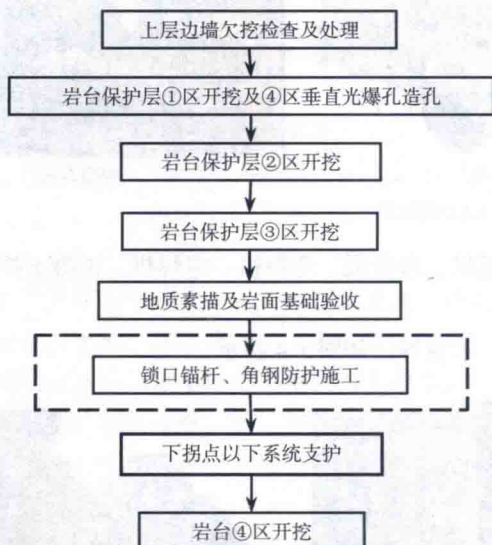 上层边墙欠挖检查及处理
岩台保护层①区开挖及④区垂直光爆孔造孔
岩台保护层②区开挖
岩台保护层③区开挖
地质素描及岩面基础验收
锁口锚杆、角钢防护施工
下拐点以下系统支护
岩台④区开挖